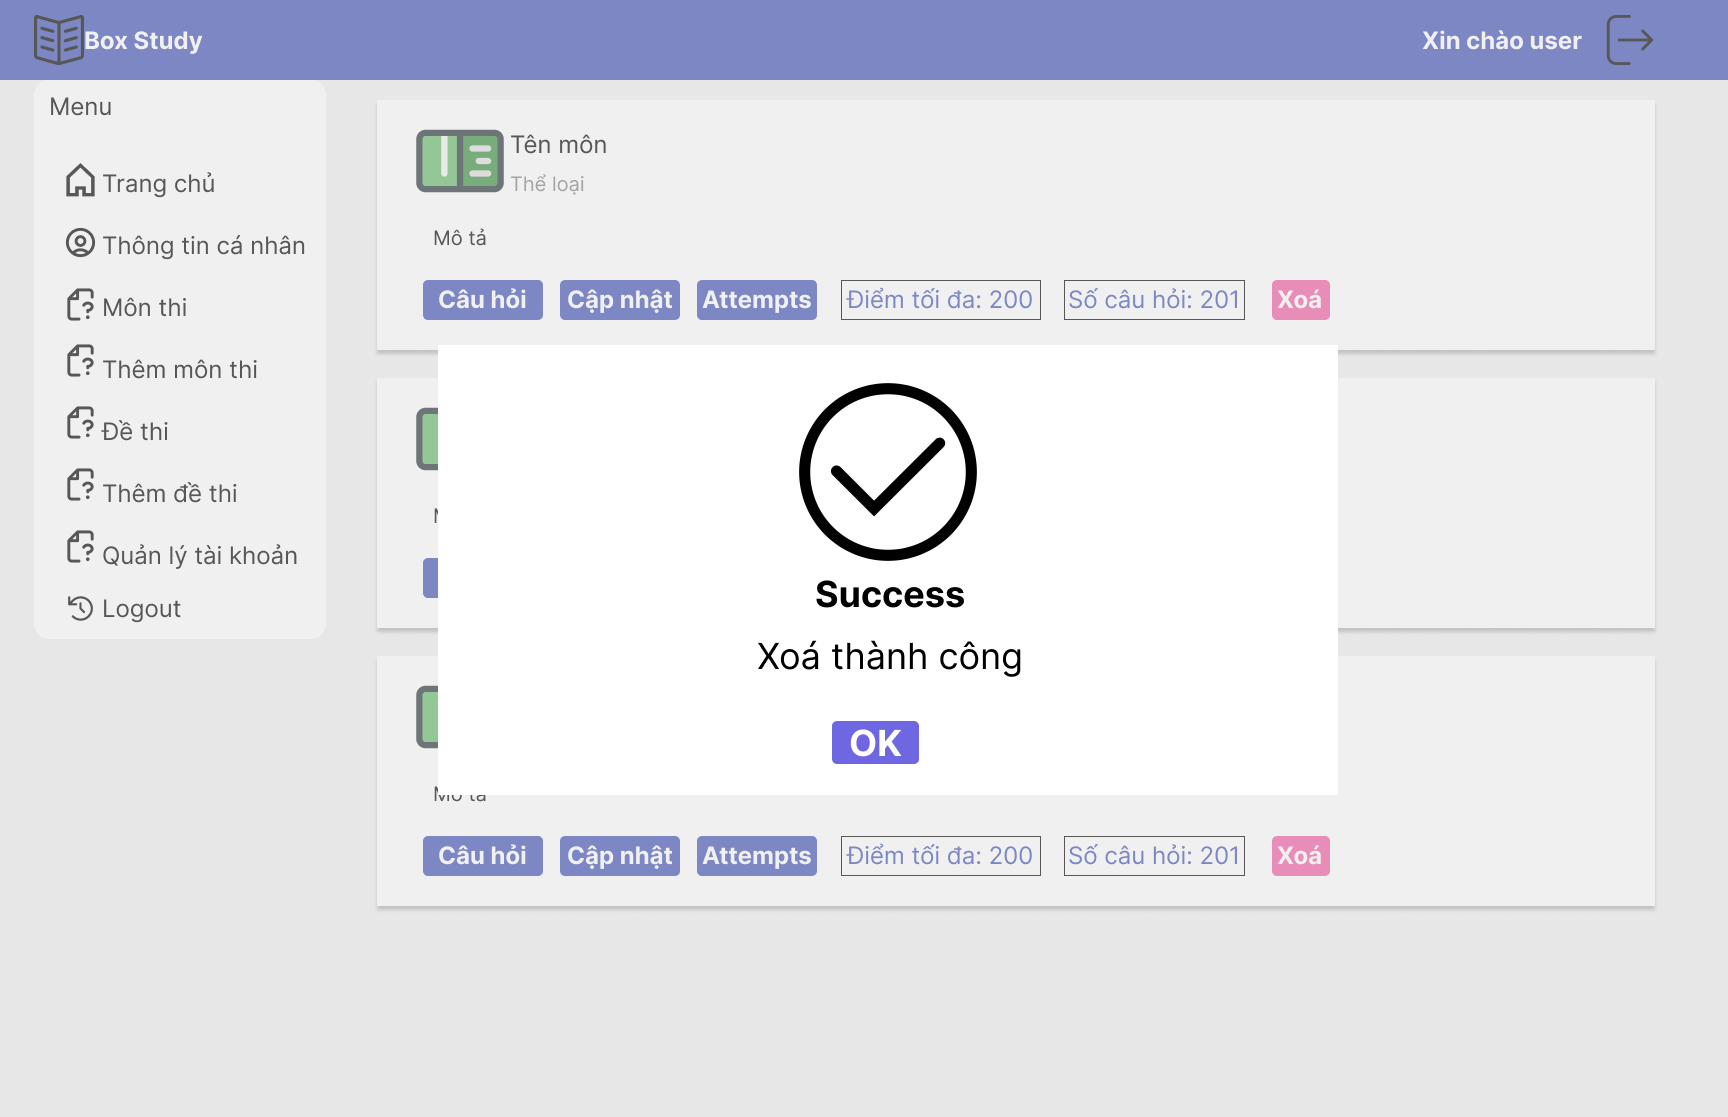 Box Study
Xin chào user
Menu
Trang chủ
Thông tin cá nhân
Môn thi
Thêm môn thi
Đề thi
Thêm đề thi
Quản lý tài khoản
Logout
Tên môn
Thể loại
Mô tả
Câu hỏi Cập nhật Attempts Điểm tối đa: 200 Số câu hỏi: 201 Xoá
Success
Xoá thành công
OK
Mô tả
Câu hỏi Cập nhật Attempts Điểm tối đa: 200 Số câu hỏi: 201 Xoá